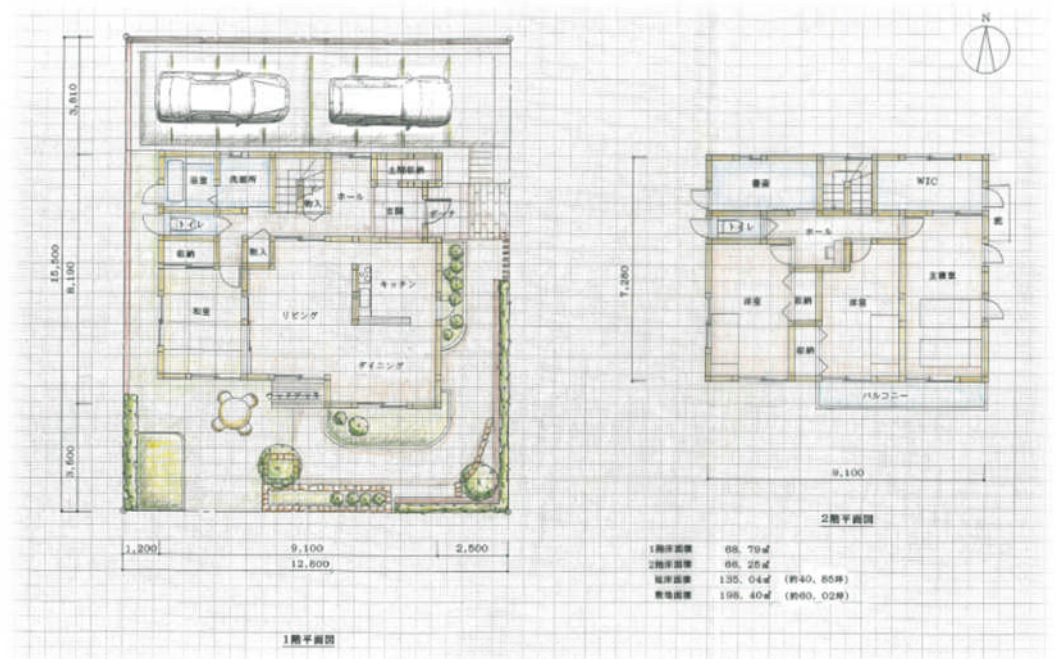 N
3,810
15,500
8,190
3,500
浴室
洗面所
物入
ホール
土間収納
玄関
ポーチ
トイレ
収納
物入
キッチン
和室
リビング
ダイニング
ウッドデッキ
1,200
9,100
2,500
12,800
1階平面図
7,280
書斎
WIC
トイレ
ホール
主寝室
洋室
収納
洋室
収納
バルコニー
9,100
2階平面図
1階床面積 68.79㎡
2階床面積 66.25㎡
延床面積 135.04㎡ (約40.85坪)
敷地面積 198.40㎡ (約60.02坪)